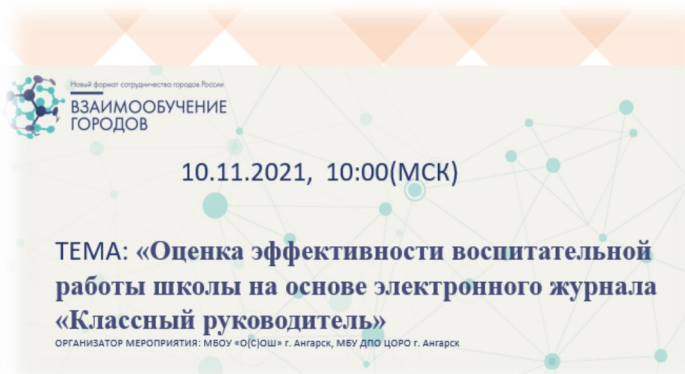 Новый формат сотрудничества городов России
ВЗАИМООБУЧЕНИЕ
ГОРОДОВ
10.11.2021, 10:00(МСК)
ТЕМА: «Оценка эффективности воспитательной
работы школы на основе электронного журнала
«Классный руководитель»
ОРГАНИЗАТОР МЕРОПРИЯТИЯ: МБОУ «О(С)ОШ» г. Ангарск, МБУ ДПО ЦОРО г. Ангарск